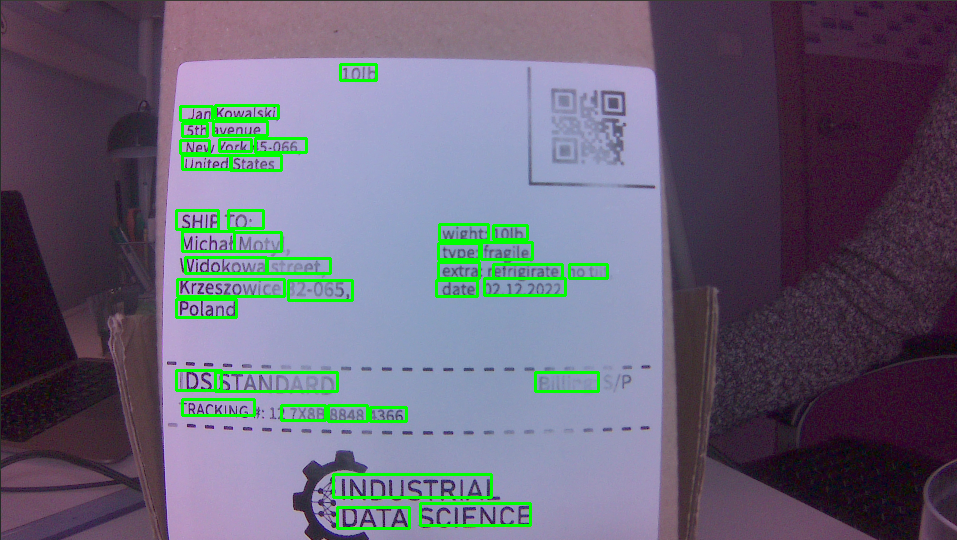 10lb
Jan Kowalski
5th avenue
New York 35-066,
United States
SHIP TO:
Michał Moty,
Widokowa street,
Krzeszowice 32-065,
Poland
wight: 10lb
type: fragile
extra: refrigirate, no tilt
date: 02.12.2022
IDS STANDARD
Billing: S/P
TRACKING #: 12 7X8B 8848 4366
INDUSTRIAL
DATA SCIENCE